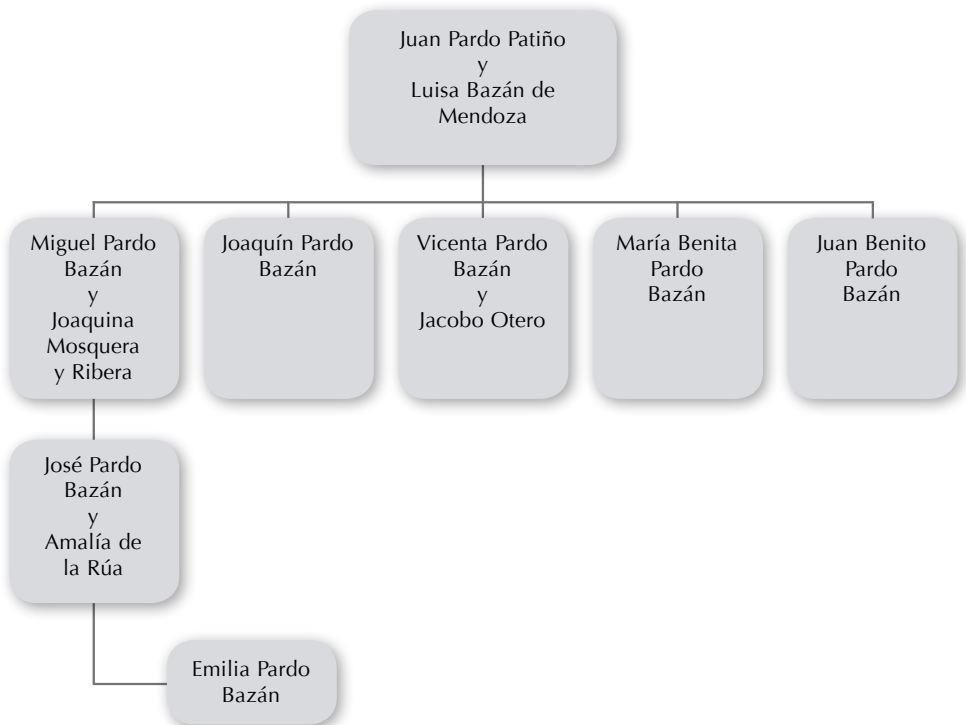 Juan Pardo Patiño
y
Luisa Bazán de
Mendoza
Miguel Pardo
Bazán
y
Joaquina
Mosquera
y Ribera
Joaquín Pardo
Bazán
Vicenta Pardo
Bazán
y
Jacobo Otero
María Benita
Pardo
Bazán
Juan Benito
Pardo
Bazán
José Pardo
Bazán
y
Amalía de
la Rúa
Emilia Pardo
Bazán